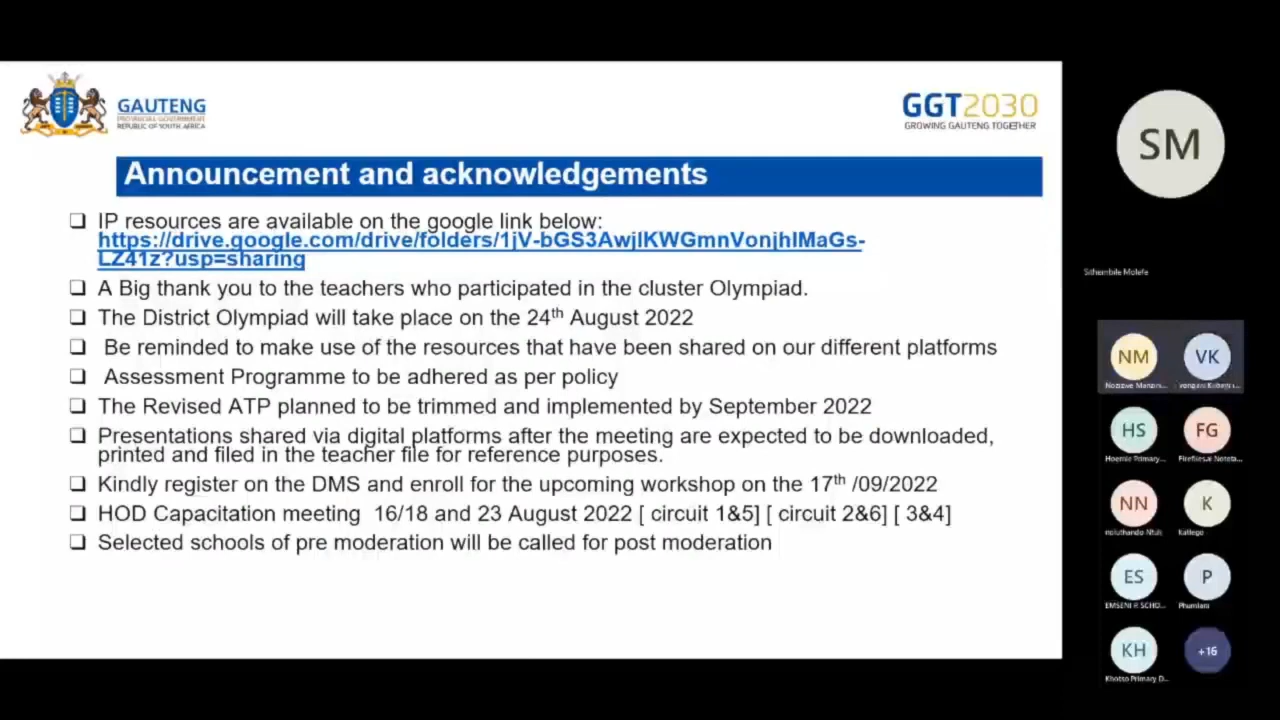 GAUTENG
PROVINCIAL GOVERNMENT
REPUBLIC OF SOUTH AFRICA
GGT2030
GROWING GAUTENG TOGETHER
Announcement and acknowledgements
❑ IP resources are available on the google link below:
https://drive.google.com/drive/folders/1jV-bGS3AwjlKWGmnVonjhlMaGs-
LZ41z?usp=sharing
❑ A Big thank you to the teachers who participated in the cluster Olympiad.
❑ The District Olympiad will take place on the 24th August 2022
❑ Be reminded to make use of the resources that have been shared on our different platforms
❑ Assessment Programme to be adhered as per policy
❑ The Revised ATP planned to be trimmed and implemented by September 2022
❑ Presentations shared via digital platforms after the meeting are expected to be downloaded,
printed and filed in the teacher file for reference purposes.
❑ Kindly register on the DMS and enroll for the upcoming workshop on the 17th /09/2022
❑ HOD Capacitation meeting 16/18 and 23 August 2022 [ circuit 1&5] [ circuit 2&6] [ 3&4]
❑ Selected schools of pre moderation will be called for post moderation
SM
Sithembile Molefe
NM VK
HS FG
Hoernle Primary...
NN K
noluthando Ntuli Katlego
ES P
EMSENI P. SCHO... Phumlani
KH +16
Khotso Primary D...